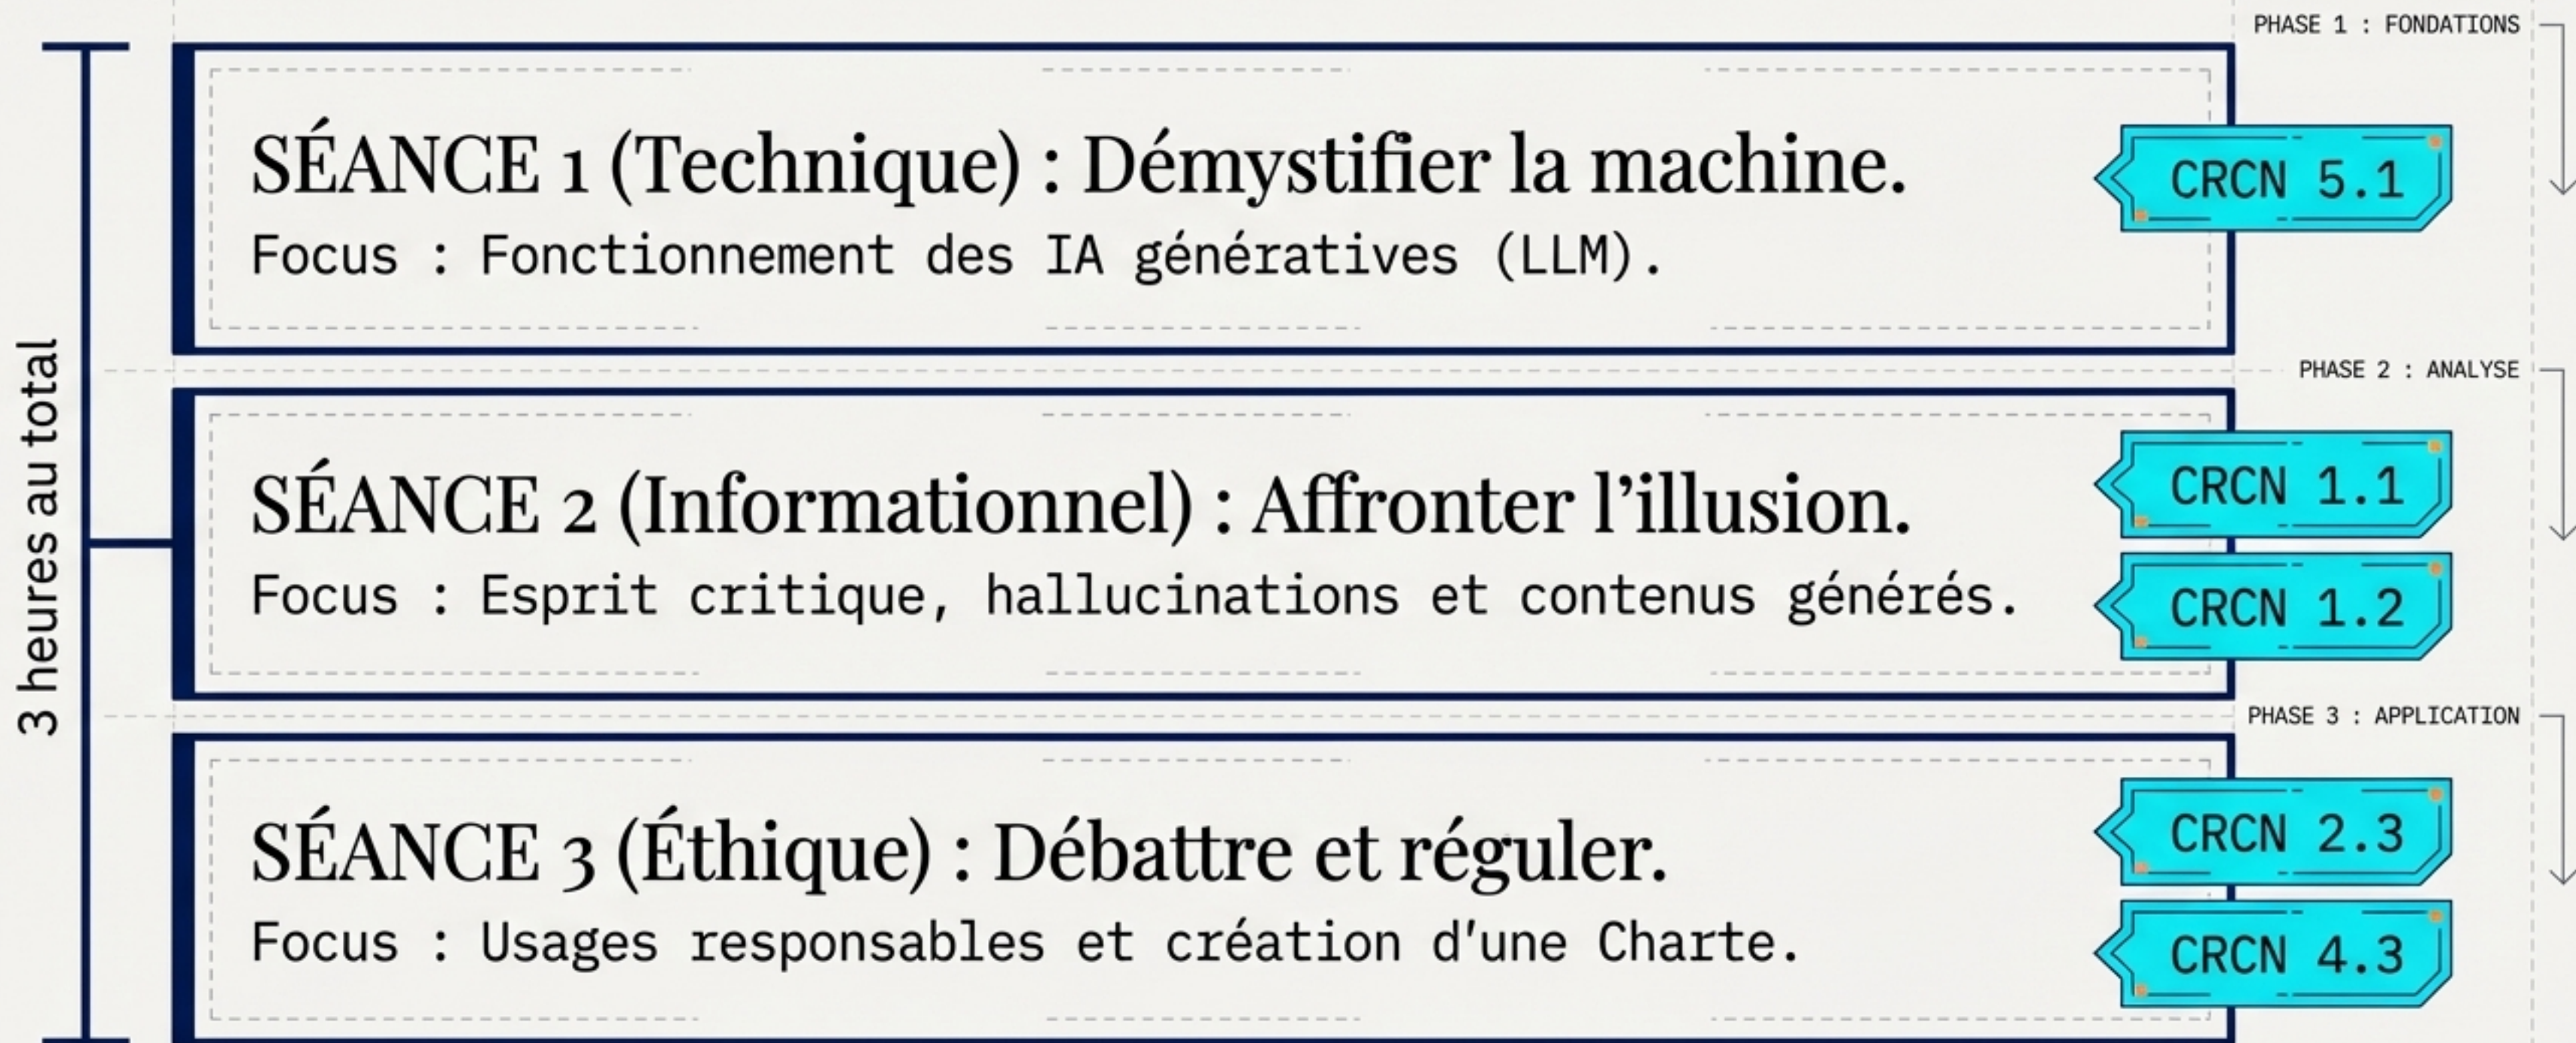 PHASE 1 : FONDATIONS
SÉANCE 1 (Technique) : Démystifier la machine.
Focus : Fonctionnement des IA génératives (LLM).
CRCN 5.1
3 heures au total
PHASE 2 : ANALYSE
SÉANCE 2 (Informationnel) : Affronter l’illusion.
Focus : Esprit critique, hallucinations et contenus générés.
CRCN 1.1
CRCN 1.2
PHASE 3 : APPLICATION
SÉANCE 3 (Éthique) : Débattre et réguler.
Focus : Usages responsables et création d'une Charte.
CRCN 2.3
CRCN 4.3